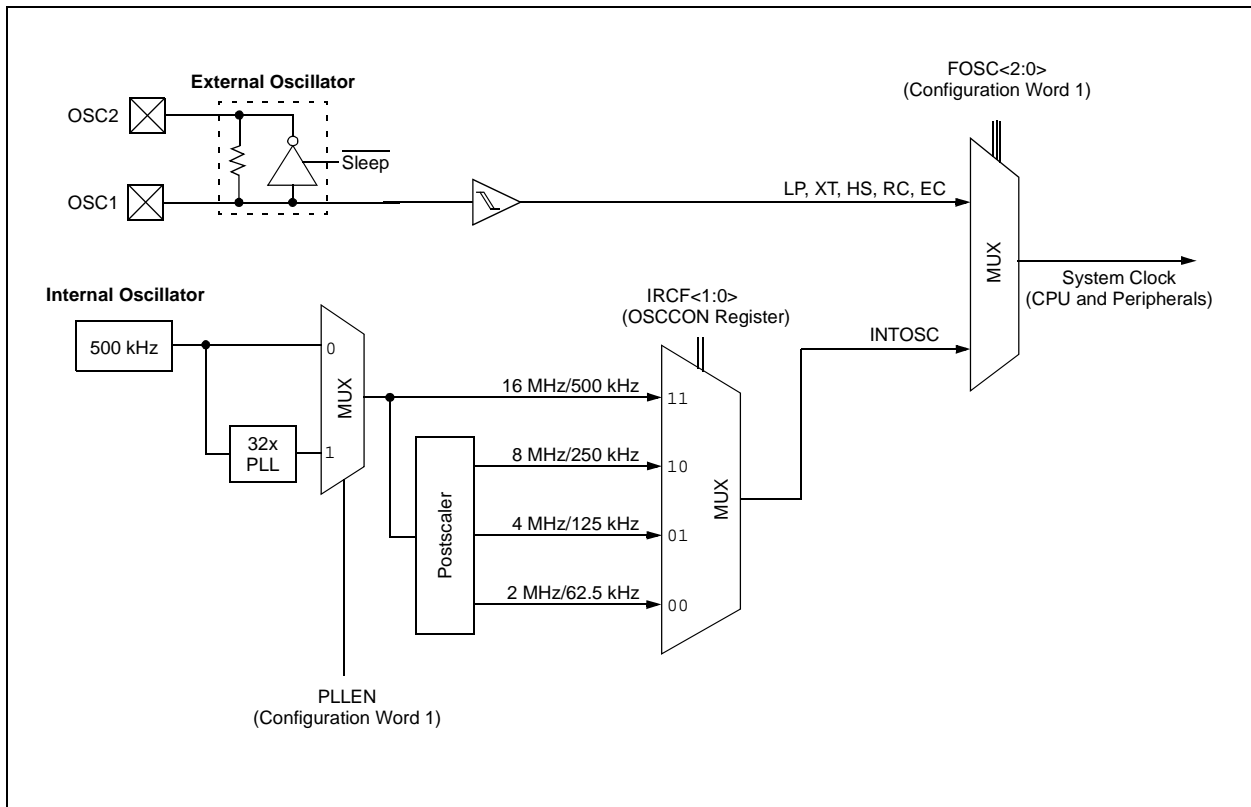 External Oscillator
FOSC<2:0>
(Configuration Word 1)
OSC2
Sleep
OSC1
LP, XT, HS, RC, EC
MUX
System Clock
(CPU and Peripherals)
Internal Oscillator
500 kHz
0
MUX
32x
PLL
1
IRCF<1:0>
(OSCCON Register)
INTOSC
16 MHz/500 kHz
11
8 MHz/250 kHz
10
MUX
Postscaler
4 MHz/125 kHz
01
2 MHz/62.5 kHz
00
PLLEN
(Configuration Word 1)